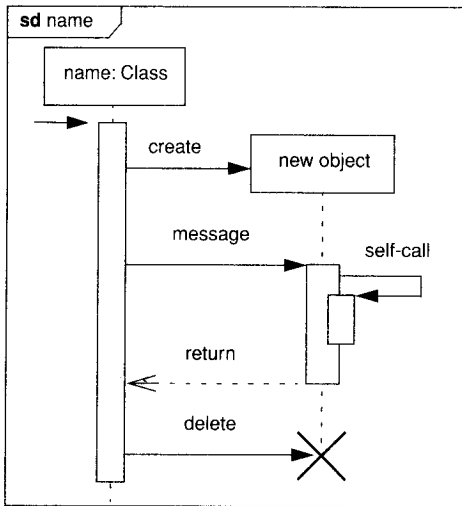 sd name
name: Class
create
new object
message
self-call
return
delete